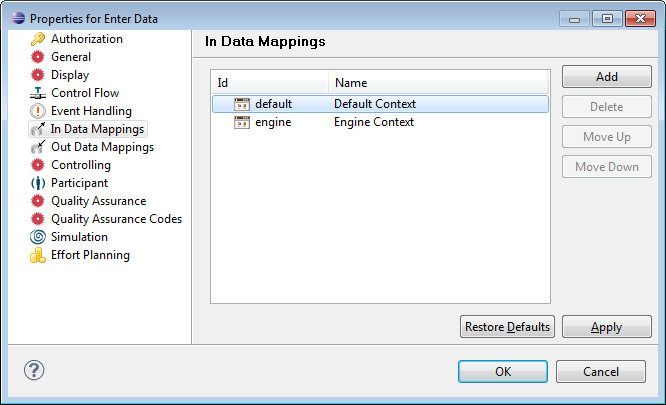 Properties for Enter Data
Authorization
General
Display
Control Flow
Event Handling
In Data Mappings
Out Data Mappings
Controlling
Participant
Quality Assurance
Quality Assurance Codes
Simulation
Effort Planning
In Data Mappings
Id Name
default Default Context
engine Engine Context
Add
Delete
Move Up
Move Down
Restore Defaults Apply
? OK Cancel